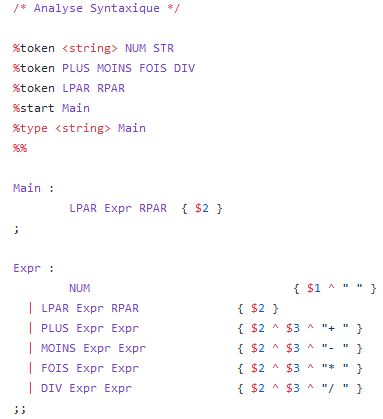 /* Analyse Syntaxique */
%token <string> NUM STR
%token PLUS MOINS FOIS DIV
%token LPAR RPAR
%start Main
%type <string> Main
%%
Main :
LPAR Expr RPAR { $2 }
;
Expr :
NUM { $1 ^ " " }
| LPAR Expr RPAR { $2 }
| PLUS Expr Expr { $2 ^ $3 ^ "+ " }
| MOINS Expr Expr { $2 ^ $3 ^ "- " }
| FOIS Expr Expr { $2 ^ $3 ^ "* " }
| DIV Expr Expr { $2 ^ $3 ^ "/ " }
;;